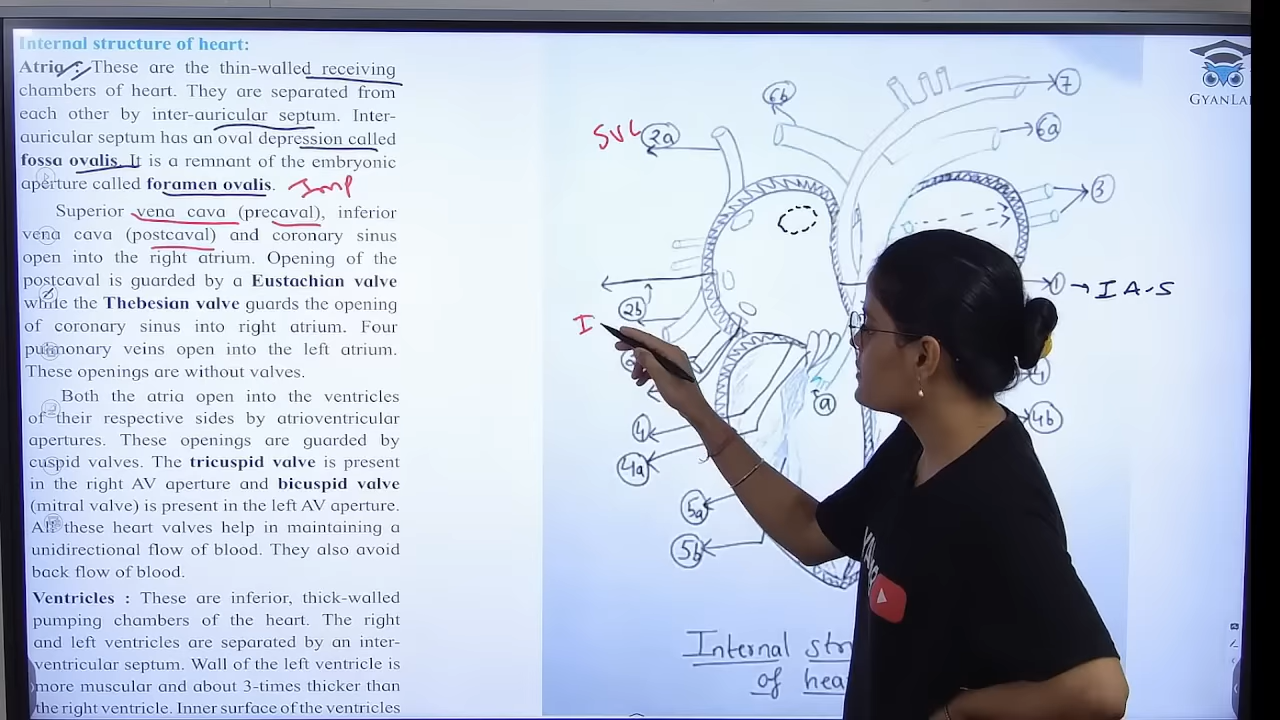 Internal structure of heart:
Atria : These are the thin-walled receiving
chambers of heart. They are separated from
each other by inter-auricular septum. Inter-
auricular septum has an oval depression called
fossa ovalis. It is a remnant of the embryonic
aperture called foramen ovalis. Imp
Superior vena cava (precaval), inferior
vena cava (postcaval) and coronary sinus
open into the right atrium. Opening of the
postcaval is guarded by a Eustachian valve
while the Thebesian valve guards the opening
of coronary sinus into right atrium. Four
pulmonary veins open into the left atrium.
These openings are without valves.
Both the atria open into the ventricles
of their respective sides by atrioventricular
apertures. These openings are guarded by
cuspid valves. The tricuspid valve is present
in the right AV aperture and bicuspid valve
(mitral valve) is present in the left AV aperture.
All these heart valves help in maintaining a
unidirectional flow of blood. They also avoid
back flow of blood.
Ventricles : These are inferior, thick-walled
pumping chambers of the heart. The right
and left ventricles are separated by an inter-
ventricular septum. Wall of the left ventricle is
more muscular and about 3-times thicker than
the right ventricle. Inner surface of the ventricles
GYANLA
6b
7
SVC 2a
6a
3
1 → I A.S
2b
I
4
4a
a
4b
5a
5b
Internal
of